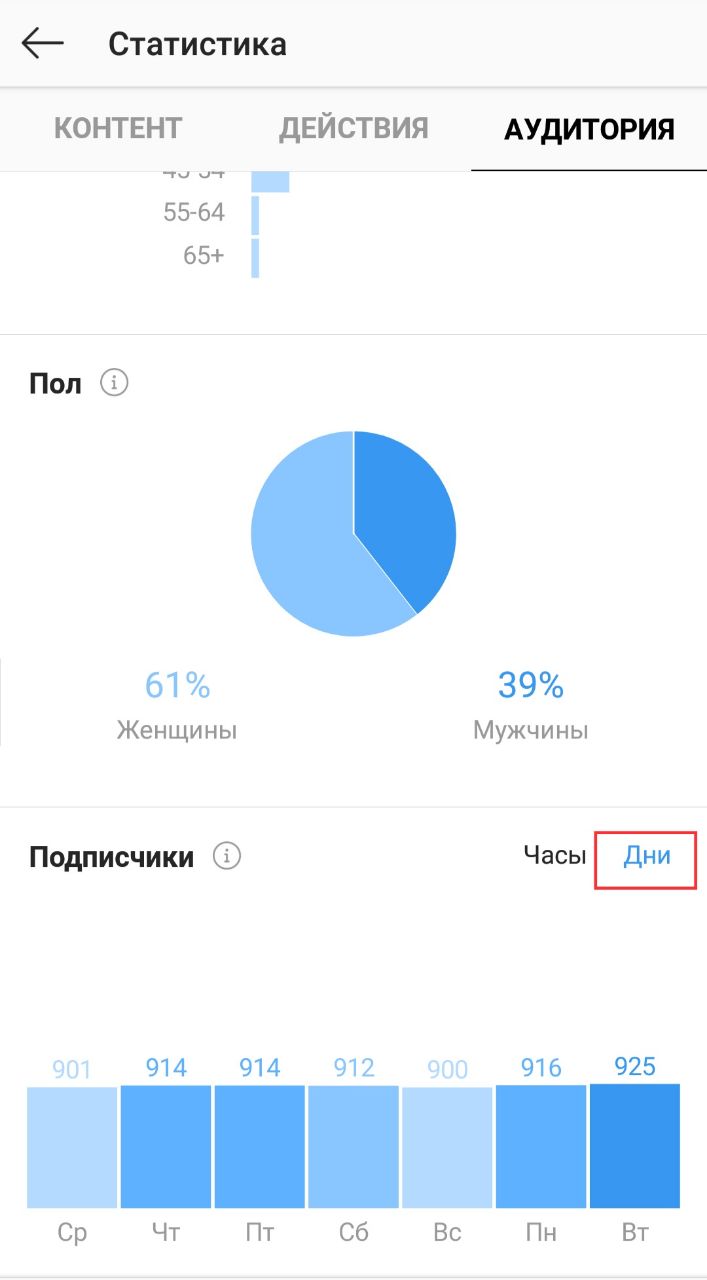 Статистика
КОНТЕНТ ДЕЙСТВИЯ АУДИТОРИЯ
55-64
65+
Пол
61% 39%
Женщины Мужчины
Подписчики Часы Дни
901 914 914 912 900 916 925
Ср Чт Пт Сб Вс Пн Вт